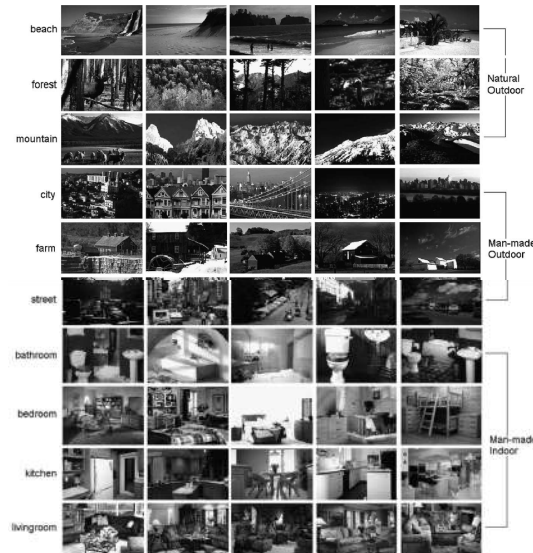 beach
forest
Natural
Outdoor
mountain
city
farm
Man-made
Outdoor
street
bathroom
bedroom
Man-made
Indoor
kitchen
livingroom